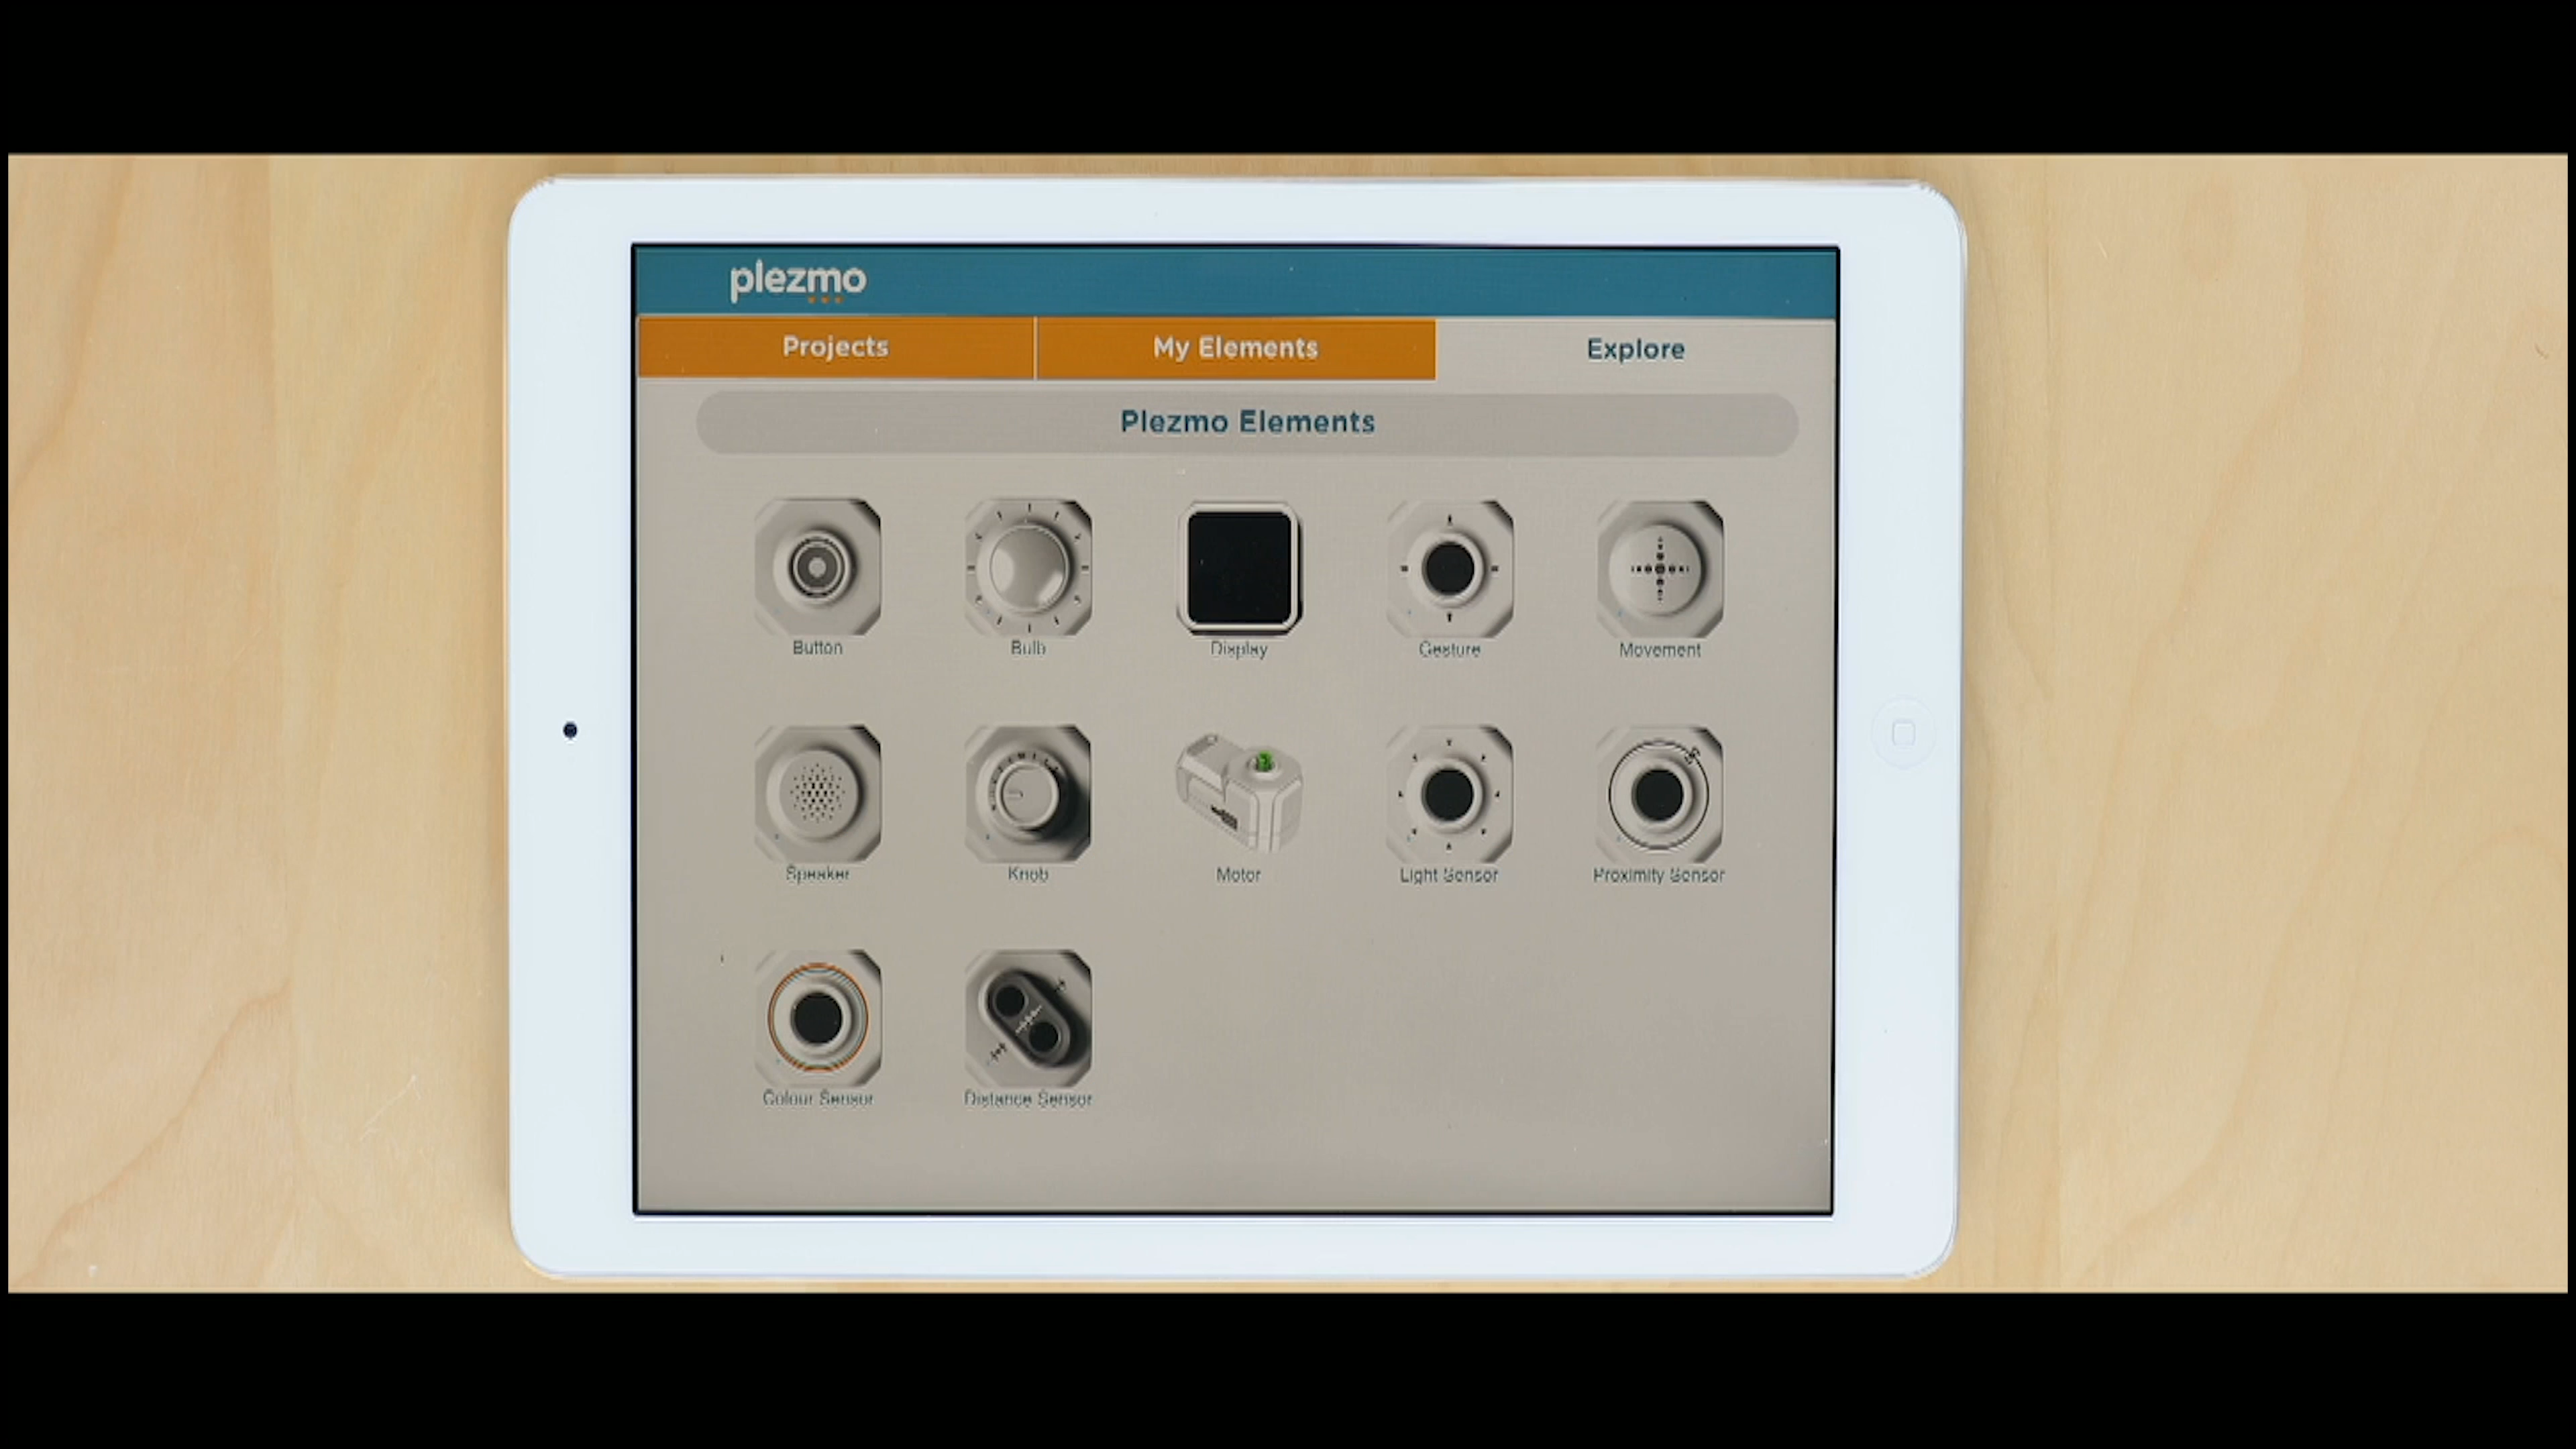 plezmo
Projects My Elements Explore
Plezmo Elements
Button Bulb Display Gesture Movement
Speaker Knob Motor Light Sensor Proximity Sensor
Colour Sensor Distance Sensor